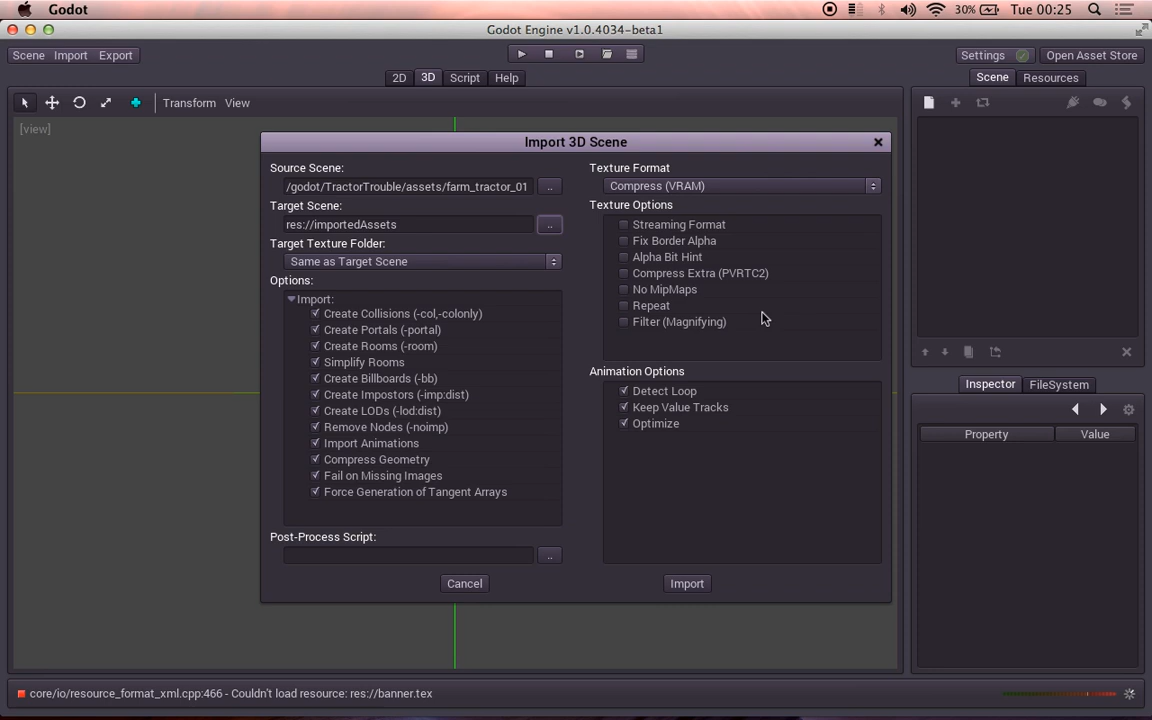 Godot
30%
Tue 00:25
Godot Engine v1.0.4034-beta1
Scene Import Export
Settings
Open Asset Store
2D 3D Script Help
Scene Resources
Transform View
[view]
Import 3D Scene
Source Scene:
/godot/TractorTrouble/assets/farm_tractor_01
..
Target Scene:
res://importedAssets
..
Target Texture Folder:
Same as Target Scene
Options:
Import:
Create Collisions (-col,-colonly)
Create Portals (-portal)
Create Rooms (-room)
Simplify Rooms
Create Billboards (-bb)
Create Impostors (-imp:dist)
Create LODs (-lod:dist)
Remove Nodes (-noimp)
Import Animations
Compress Geometry
Fail on Missing Images
Force Generation of Tangent Arrays
Post-Process Script:
..
Cancel
Texture Format
Compress (VRAM)
Texture Options
Streaming Format
Fix Border Alpha
Alpha Bit Hint
Compress Extra (PVRTC2)
No MipMaps
Repeat
Filter (Magnifying)
Animation Options
Detect Loop
Keep Value Tracks
Optimize
Import
Inspector FileSystem
Property Value
core/io/resource_format_xml.cpp:466 - Couldn't load resource: res://banner.tex